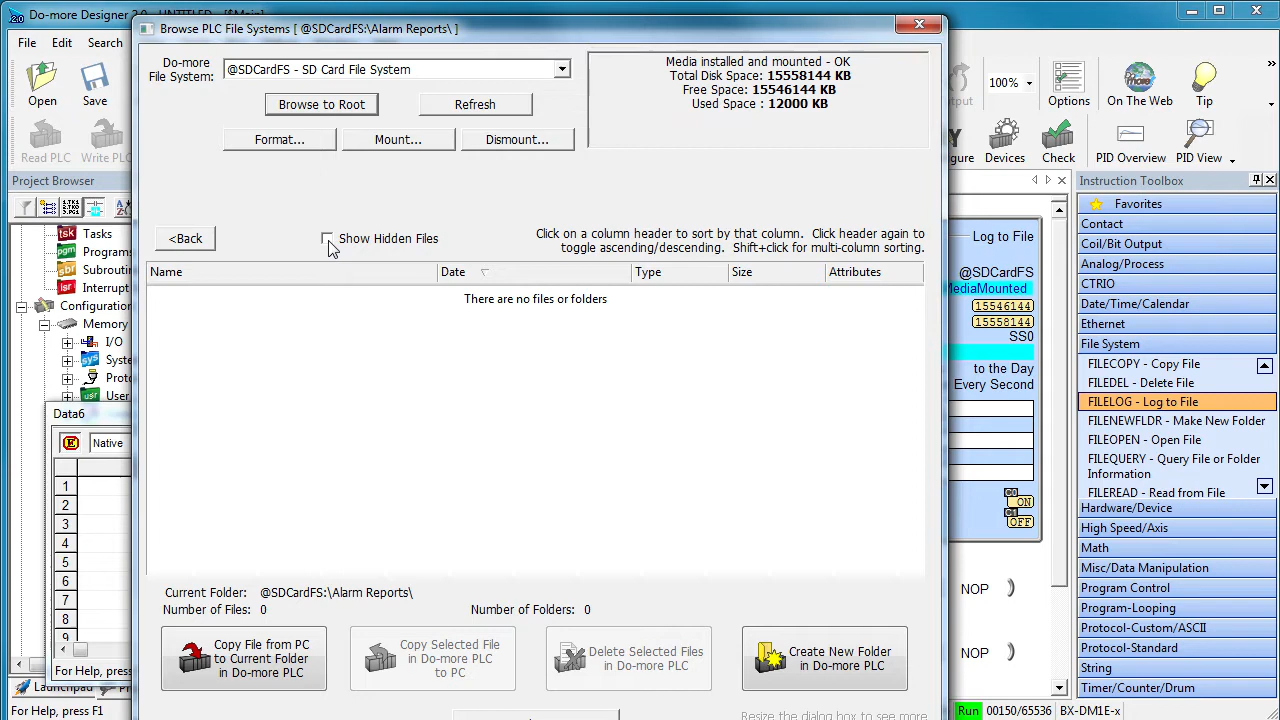 Do-more Designer 2.0
Browse PLC File Systems [ @SDCardFS:\Alarm Reports\ ]
File Edit Search
Open Save
Read PLC Write PLC
Project Browser
Tasks
Programs
Interrupt
Configuration
Memory
I/O
User
Data6
Native
1
2
3
4
5
6
7
8
9
For Help, press
Launchpad
For Help, press F1
Do-more
File System:
@SDCardFS - SD Card File System
Browse to Root
Refresh
Format...
Mount...
Dismount...
Media installed and mounted - OK
Total Disk Space: 15558144 KB
Free Space: 15546144 KB
Used Space : 12000 KB
<Back
Show Hidden Files
Click on a column header to sort by that column. Click header again to
toggle ascending/descending. Shift+click for multi-column sorting.
Name Date Type Size Attributes
There are no files or folders
Current Folder: @SDCardFS:\Alarm Reports\
Number of Files: 0
Number of Folders: 0
Copy File from PC
to Current Folder
in Do-more PLC
Copy Selected File
in Do-more PLC
to PC
Delete Selected Files
in Do-more PLC
Create New Folder
in Do-more PLC
Resize the dialog box to see more
100%
Options On The Web Tip
Devices Check PID Overview PID View
Log to File
@SDCardFS
MediaMounted
15546144
15558144
SS0
to the Day
Every Second
C0
ON
C1
OFF
NOP
NOP
Instruction Toolbox
Favorites
Contact
Coil/Bit Output
Analog/Process
CTRIO
Date/Time/Calendar
Ethernet
File System
FILECOPY - Copy File
FILEDEL - Delete File
FILELOG - Log to File
FILENEWFLDR - Make New Folder
FILEOPEN - Open File
FILEQUERY - Query File or Folder
Information
FILEREAD - Read from File
Hardware/Device
High Speed/Axis
Math
Misc/Data Manipulation
Program Control
Program-Looping
Protocol-Custom/ASCII
Protocol-Standard
String
Timer/Counter/Drum
Run 00150/65536 BX-DM1E-x